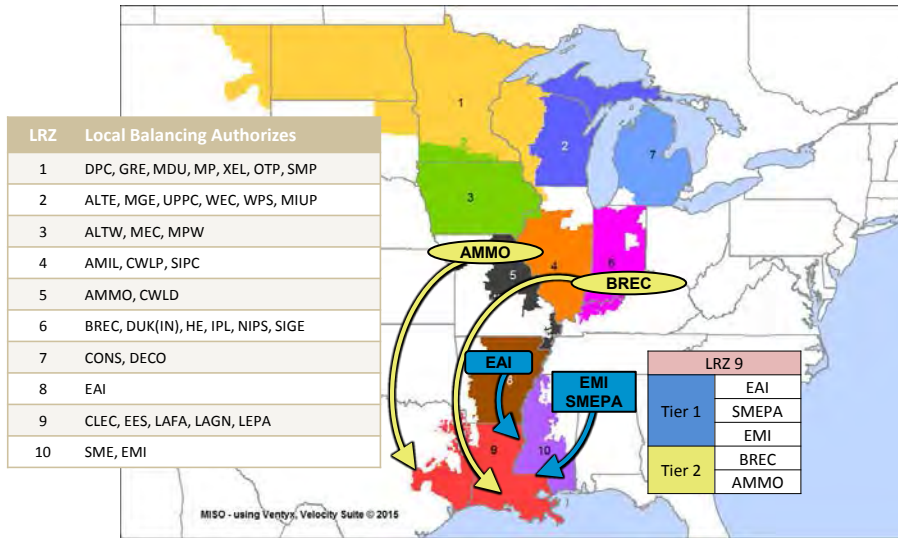 LRZ Local Balancing Authorizes
1 DPC, GRE, MDU, MP, XEL, OTP, SMP
2 ALTE, MGE, UPPC, WEC, WPS, MIUP
3 ALTW, MEC, MPW
4 AMIL, CWLP, SIPC
5 AMMO, CWLD
6 BREC, DUK(IN), HE, IPL, NIPS, SIGE
7 CONS, DECO
8 EAI
9 CLEC, EES, LAFA, LAGN, LEPA
10 SME, EMI
1
2
7
3
AMMO
5
4
6
BREC
EAI
8
EMI
SMEPA
9
10
LRZ 9
Tier 1
EAI
SMEPA
EMI
Tier 2
BREC
AMMO
MISO - using Ventyx, Velocity Suite © 2015